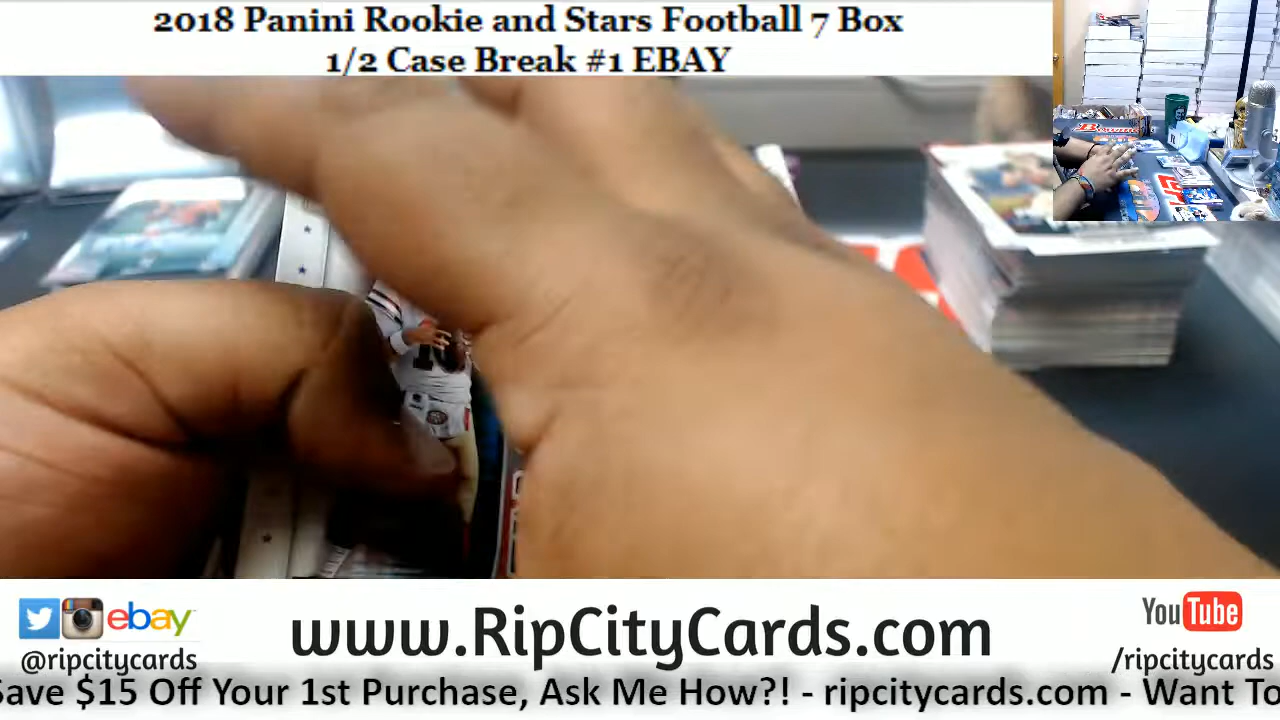 2018 Panini Rookie and Stars Football 7 Box
1/2 Case Break #1 EBAY
ebay
www.RipCityCards.com
YouTube
@ripcitycards
/ripcitycards
Save $15 Off Your 1st Purchase, Ask Me How?! - ripcitycards.com - Want To